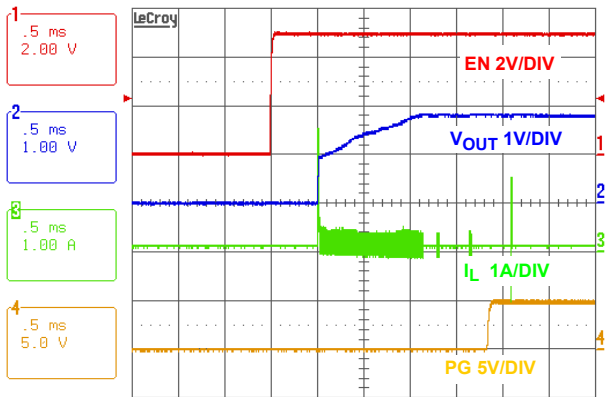 1
.5 ms
2.00 V
2
.5 ms
1.00 V
3
.5 ms
1.00 A
4
.5 ms
5.0 V
LeCroy
EN 2V/DIV
1
VOUT 1V/DIV
2
3
IL 1A/DIV
4
PG 5V/DIV